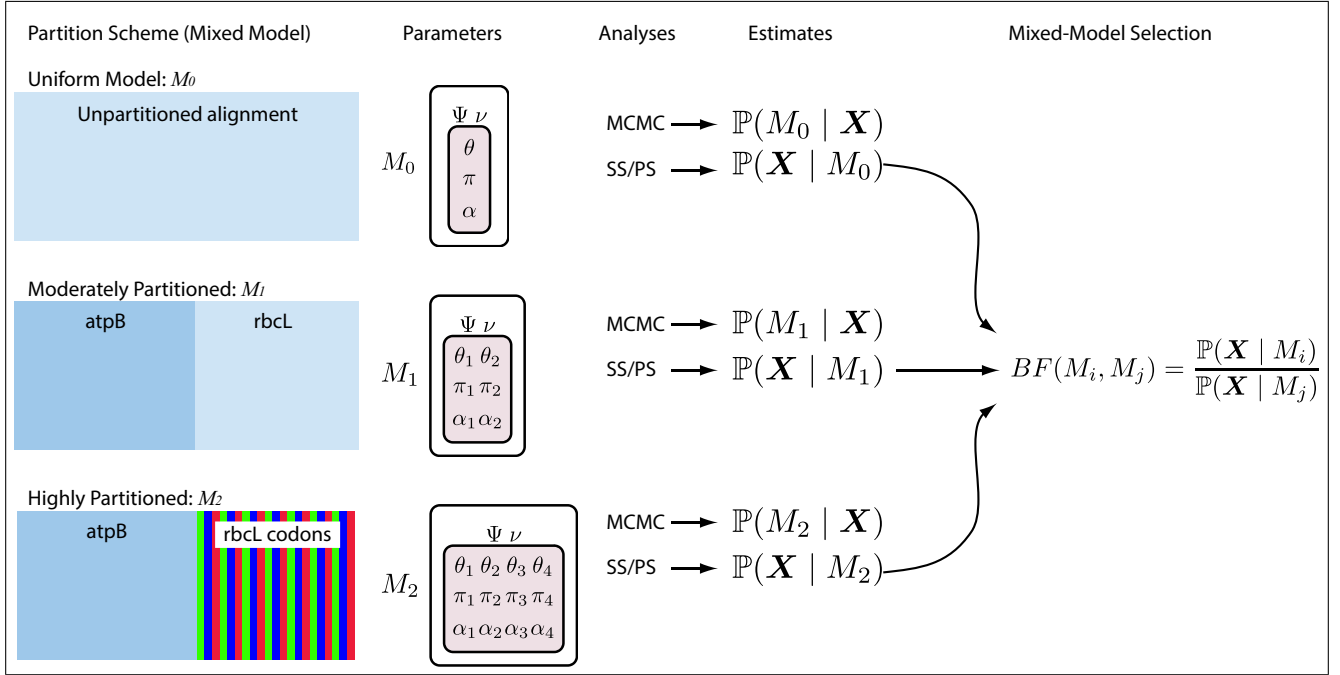 Partition Scheme (Mixed Model) Parameters Analyses Estimates Mixed-Model Selection
Uniform Model: M₀
Unpartitioned alignment
M₀
Ψ ν
θ
π
α
MCMC
ℙ(M₀ | X)
SS/PS
ℙ(X | M₀)
Moderately Partitioned: M₁
atpB rbcL
M₁
Ψ ν
θ₁ θ₂
π₁ π₂
α₁ α₂
MCMC
ℙ(M₁ | X)
SS/PS
ℙ(X | M₁)
BF(Mᵢ, Mⱼ) = ℙ(X | Mᵢ) / ℙ(X | Mⱼ)
Highly Partitioned: M₂
atpB rbcL codons
M₂
Ψ ν
θ₁ θ₂ θ₃ θ₄
π₁ π₂ π₃ π₄
α₁ α₂ α₃ α₄
MCMC
ℙ(M₂ | X)
SS/PS
ℙ(X | M₂)